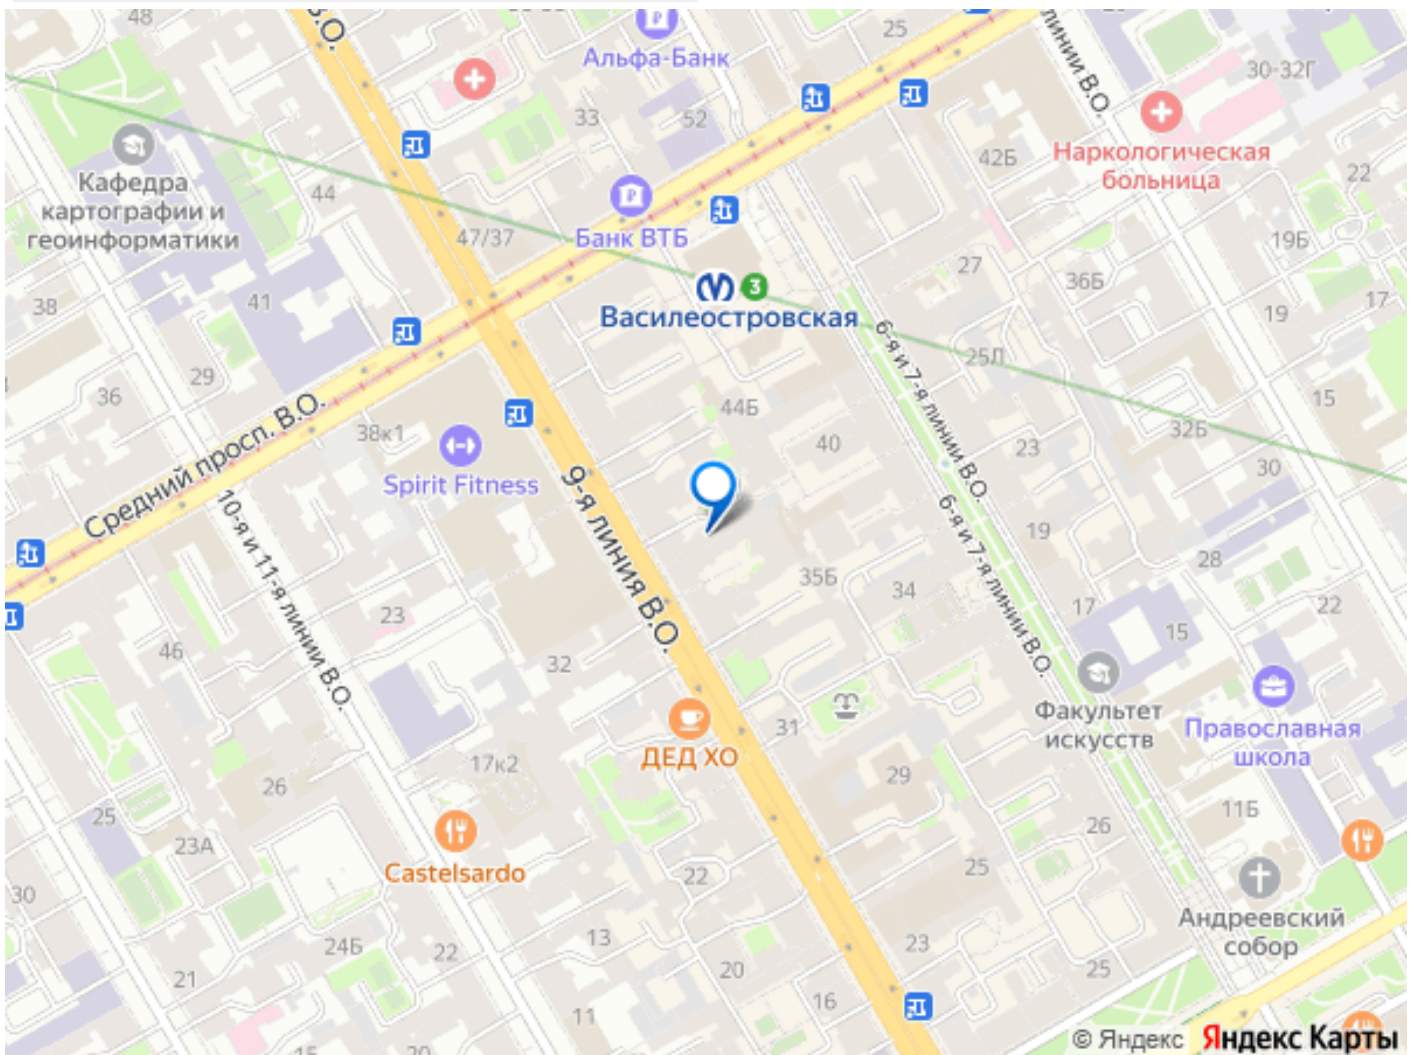 48
В.О.
Альфа-Банк
25
линии В.О.
30-32Г
33
52
42Б
Наркологическая
больница
22
Кафедра
картографии и
геоинформатики
44
47/37
Банк ВТБ
19Б
27
36Б
38
41
3
Василеостровская
17
19
6-я и 7-я линии В.О.
25Л
29
36
15
Средний просп. В.О.
38к1
44Б
40
32Б
23
30
Spirit Fitness
9-я линия В.О.
10-я и 11-я линии В.О.
6-я и 7-я линии В.О.
19
28
35Б
34
23
17
22
46
32
15
Факультет
искусств
Православная
школа
31
ДЕД ХО
17к2
29
26
25
11Б
23А
26
Castelsardo
22
25
30
Андреевский
собор
24Б
22
13
23
20
25
21
16
11
15
20
© Яндекс Яндекс Карты